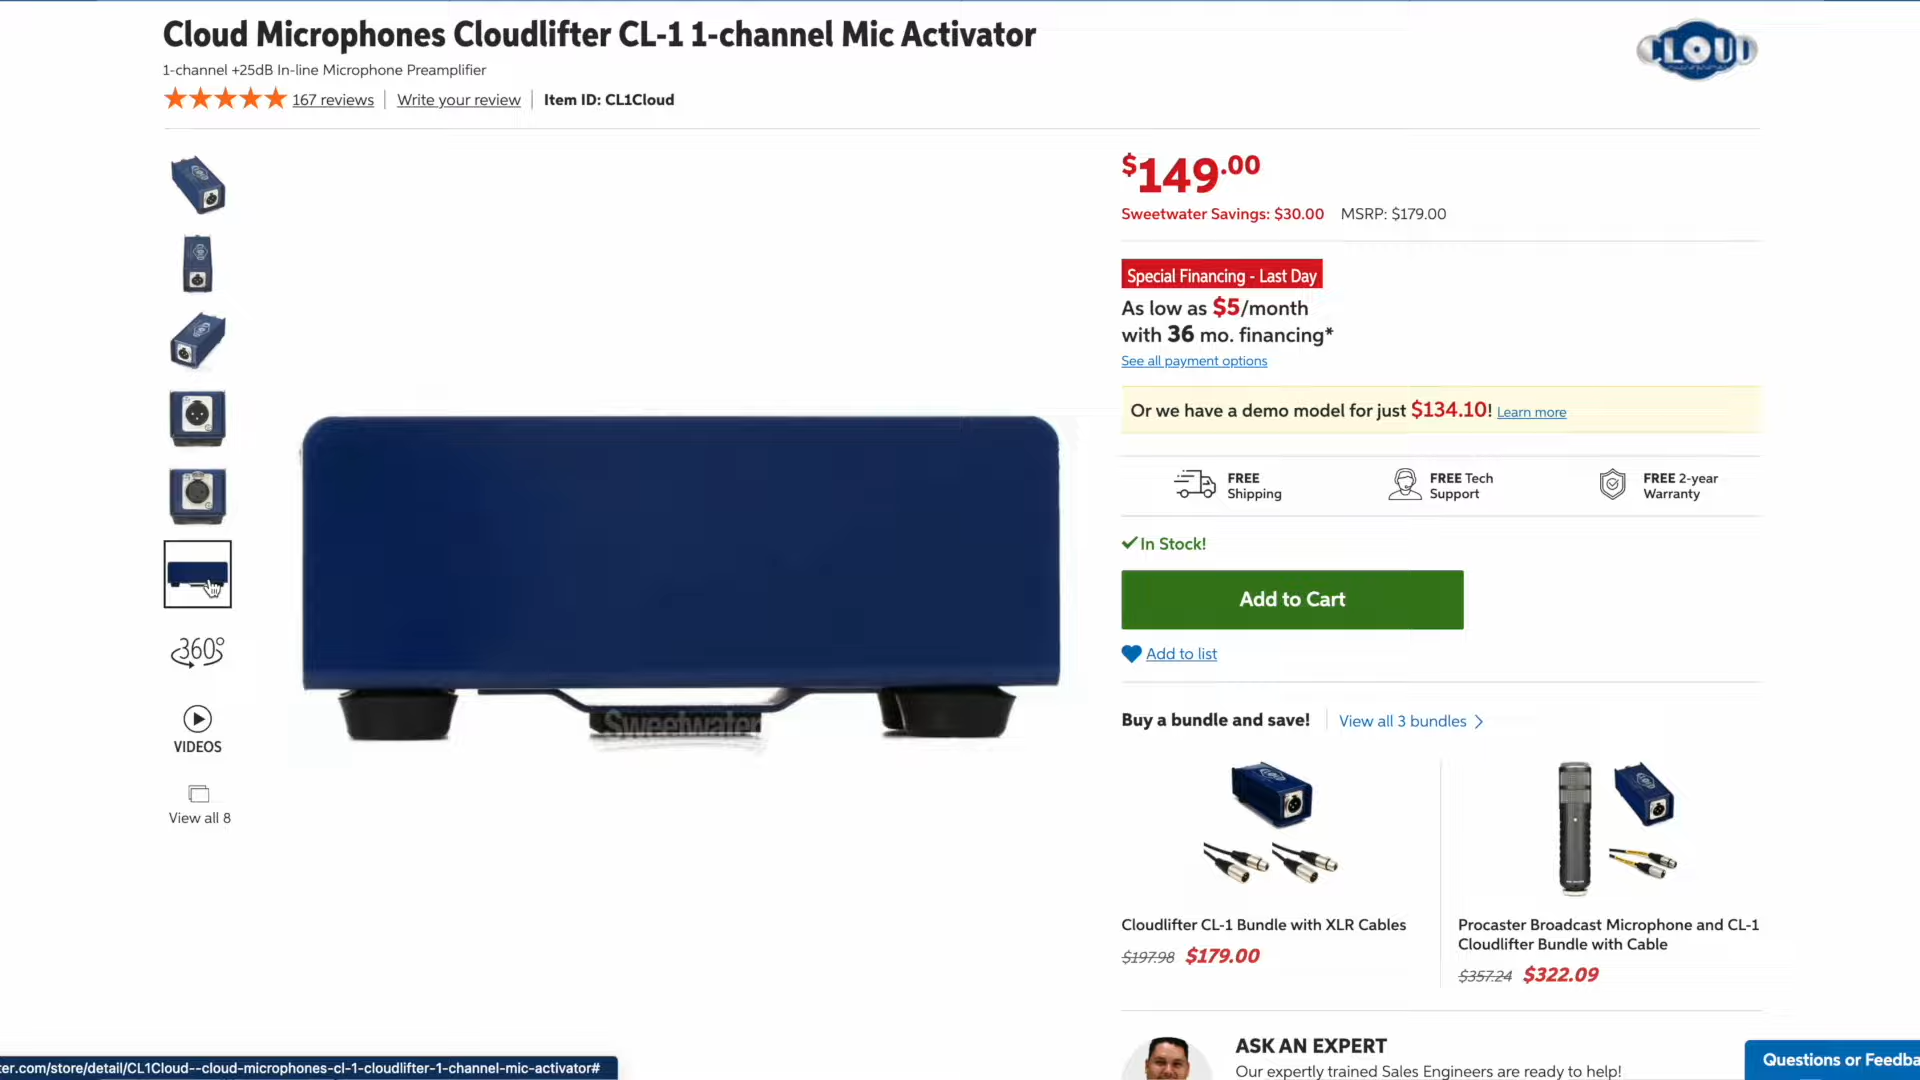 Cloud Microphones Cloudlifter CL-1 1-channel Mic Activator
CLOUD
microphones
1-channel +25dB In-line Microphone Preamplifier
167 reviews
Write your review
Item ID: CL1Cloud
$149.00
Sweetwater Savings: $30.00 MSRP: $179.00
Special Financing - Last Day
As low as $5/month
with 36 mo. financing*
See all payment options
Or we have a demo model for just $134.10! Learn more
FREE
Shipping
FREE Tech
Support
FREE 2-year
Warranty
In Stock!
Add to Cart
Add to list
Sweetwater
360°
VIDEOS
View all 8
Buy a bundle and save!
View all 3 bundles
Cloudlifter CL-1 Bundle with XLR Cables
$197.98 $179.00
Procaster Broadcast Microphone and CL-1
Cloudlifter Bundle with Cable
$357.24 $322.09
ASK AN EXPERT
Our expertly trained Sales Engineers are ready to help!
Questions or Feedba
ter.com/store/detail/CL1Cloud--cloud-microphones-cl-1-cloudlifter-1-channel-mic-activator#